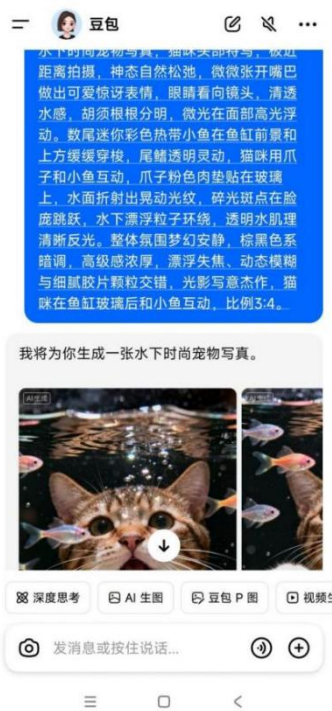 豆包
水下时尚宠物写真，猫咪头部特写，极近
距离拍摄，神态自然松弛，微微张开嘴巴
做出可爱惊讶表情，眼睛看向镜头，清透
水感，胡须根根分明，微光在面部高光浮
动。数尾迷你彩色热带小鱼在鱼缸前景和
上方缓缓穿梭，尾鳍透明灵动，猫咪用爪
子和小鱼互动，爪子粉色肉垫贴在玻璃
上，水面折射出晃动光纹，碎光斑点在脸
庞跳跃，水下漂浮粒子环绕，透明水肌理
清晰反光。整体氛围梦幻安静，棕黑色系
暗调，高级感浓厚，漂浮失焦、动态模糊
与细腻胶片颗粒交错，光影写意杰作，猫
咪在鱼缸玻璃后和小鱼互动，比例3:4。
我将为你生成一张水下时尚宠物写真。
AI生成
AI生成
深度思考
AI 生图
豆包 P 图
视频生
发消息或按住说话...